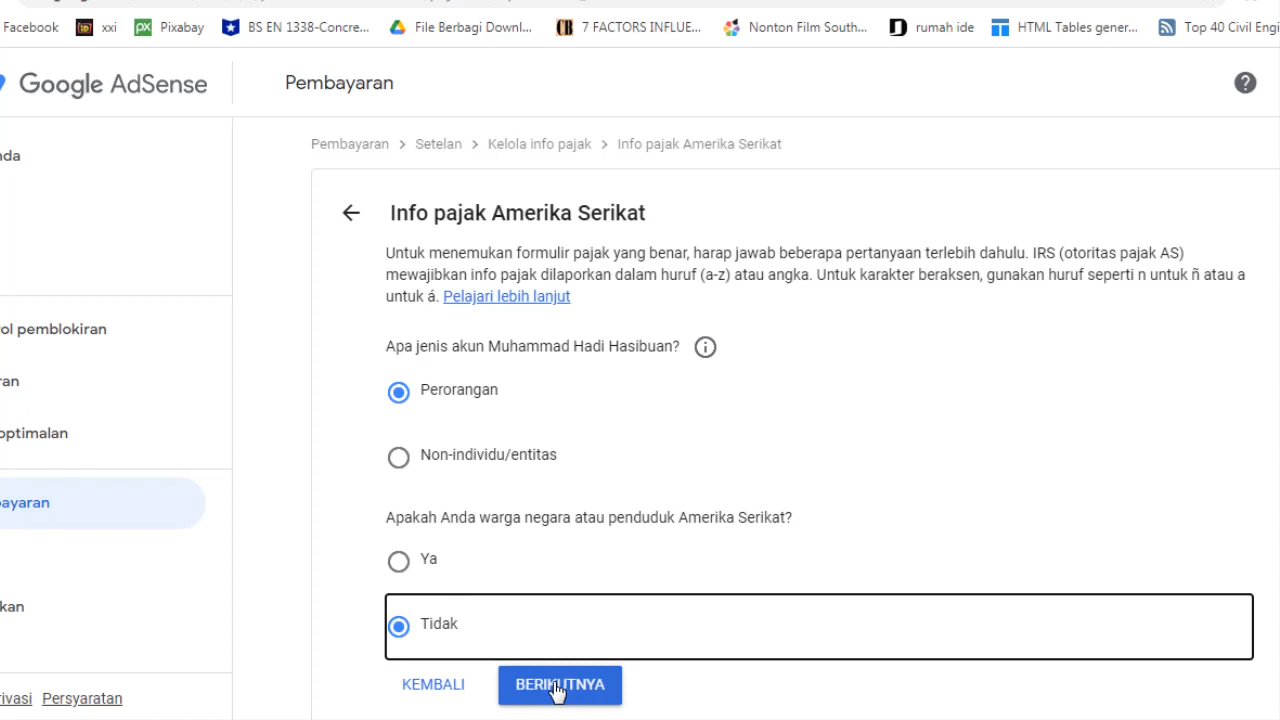 Facebook xxi Pixabay BS EN 1338-Concre... File Berbagi Downl... 7 FACTORS INFLUE... Nonton Film South... rumah ide HTML Tables gener... Top 40 Civil Engi
Google AdSense Pembayaran
Pembayaran > Setelan > Kelola info pajak > Info pajak Amerika Serikat
nda
Info pajak Amerika Serikat
Untuk menemukan formulir pajak yang benar, harap jawab beberapa pertanyaan terlebih dahulu. IRS (otoritas pajak AS)
mewajibkan info pajak dilaporkan dalam huruf (a-z) atau angka. Untuk karakter beraksen, gunakan huruf seperti n untuk ñ atau a
untuk á. Pelajari lebih lanjut
rol pemblokiran
Apa jenis akun Muhammad Hadi Hasibuan?
ran
Perorangan
optimalan
Non-individu/entitas
bayaran
Apakah Anda warga negara atau penduduk Amerika Serikat?
Ya
kan
Tidak
KEMBALI BERIKUTNYA
rivasi Persyaratan